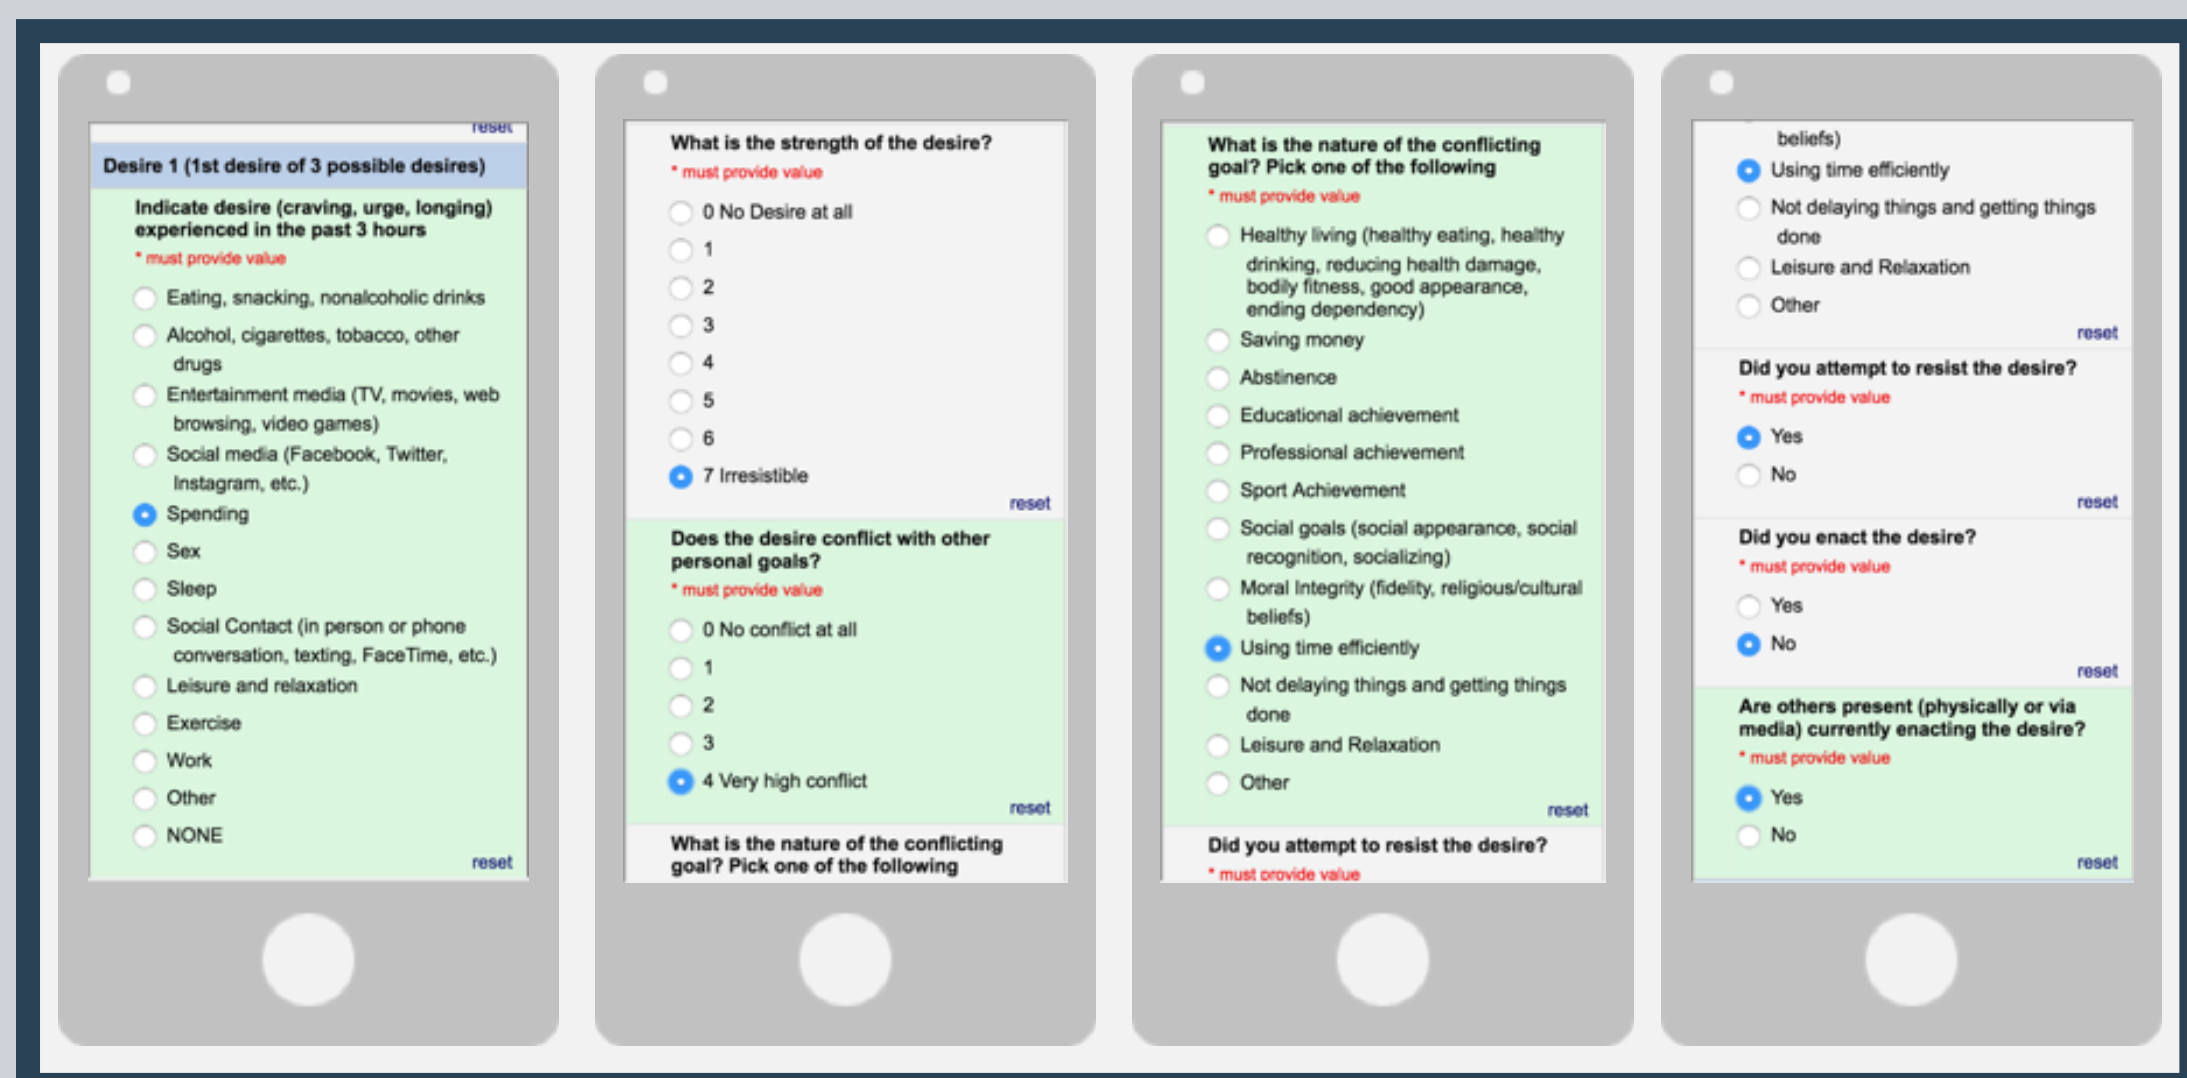 reset
Desire 1 (1st desire of 3 possible desires)
Indicate desire (craving, urge, longing)
experienced in the past 3 hours
* must provide value
Eating, snacking, nonalcoholic drinks
Alcohol, cigarettes, tobacco, other
drugs
Entertainment media (TV, movies, web
browsing, video games)
Social media (Facebook, Twitter,
Instagram, etc.)
Spending
Sex
Sleep
Social Contact (in person or phone
conversation, texting, FaceTime, etc.)
Leisure and relaxation
Exercise
Work
Other
NONE
reset
What is the strength of the desire?
* must provide value
0 No Desire at all
1
2
3
4
5
6
7 Irresistible
reset
Does the desire conflict with other
personal goals?
* must provide value
0 No conflict at all
1
2
3
4 Very high conflict
reset
What is the nature of the conflicting
goal? Pick one of the following
What is the nature of the conflicting
goal? Pick one of the following
* must provide value
Healthy living (healthy eating, healthy
drinking, reducing health damage,
bodily fitness, good appearance,
ending dependency)
Saving money
Abstinence
Educational achievement
Professional achievement
Sport Achievement
Social goals (social appearance, social
recognition, socializing)
Moral Integrity (fidelity, religious/cultural
beliefs)
Using time efficiently
Not delaying things and getting things
done
Leisure and Relaxation
Other
reset
Did you attempt to resist the desire?
* must provide value
beliefs)
Using time efficiently
Not delaying things and getting things
done
Leisure and Relaxation
Other
reset
Did you attempt to resist the desire?
* must provide value
Yes
No
reset
Did you enact the desire?
* must provide value
Yes
No
reset
Are others present (physically or via
media) currently enacting the desire?
* must provide value
Yes
No
reset